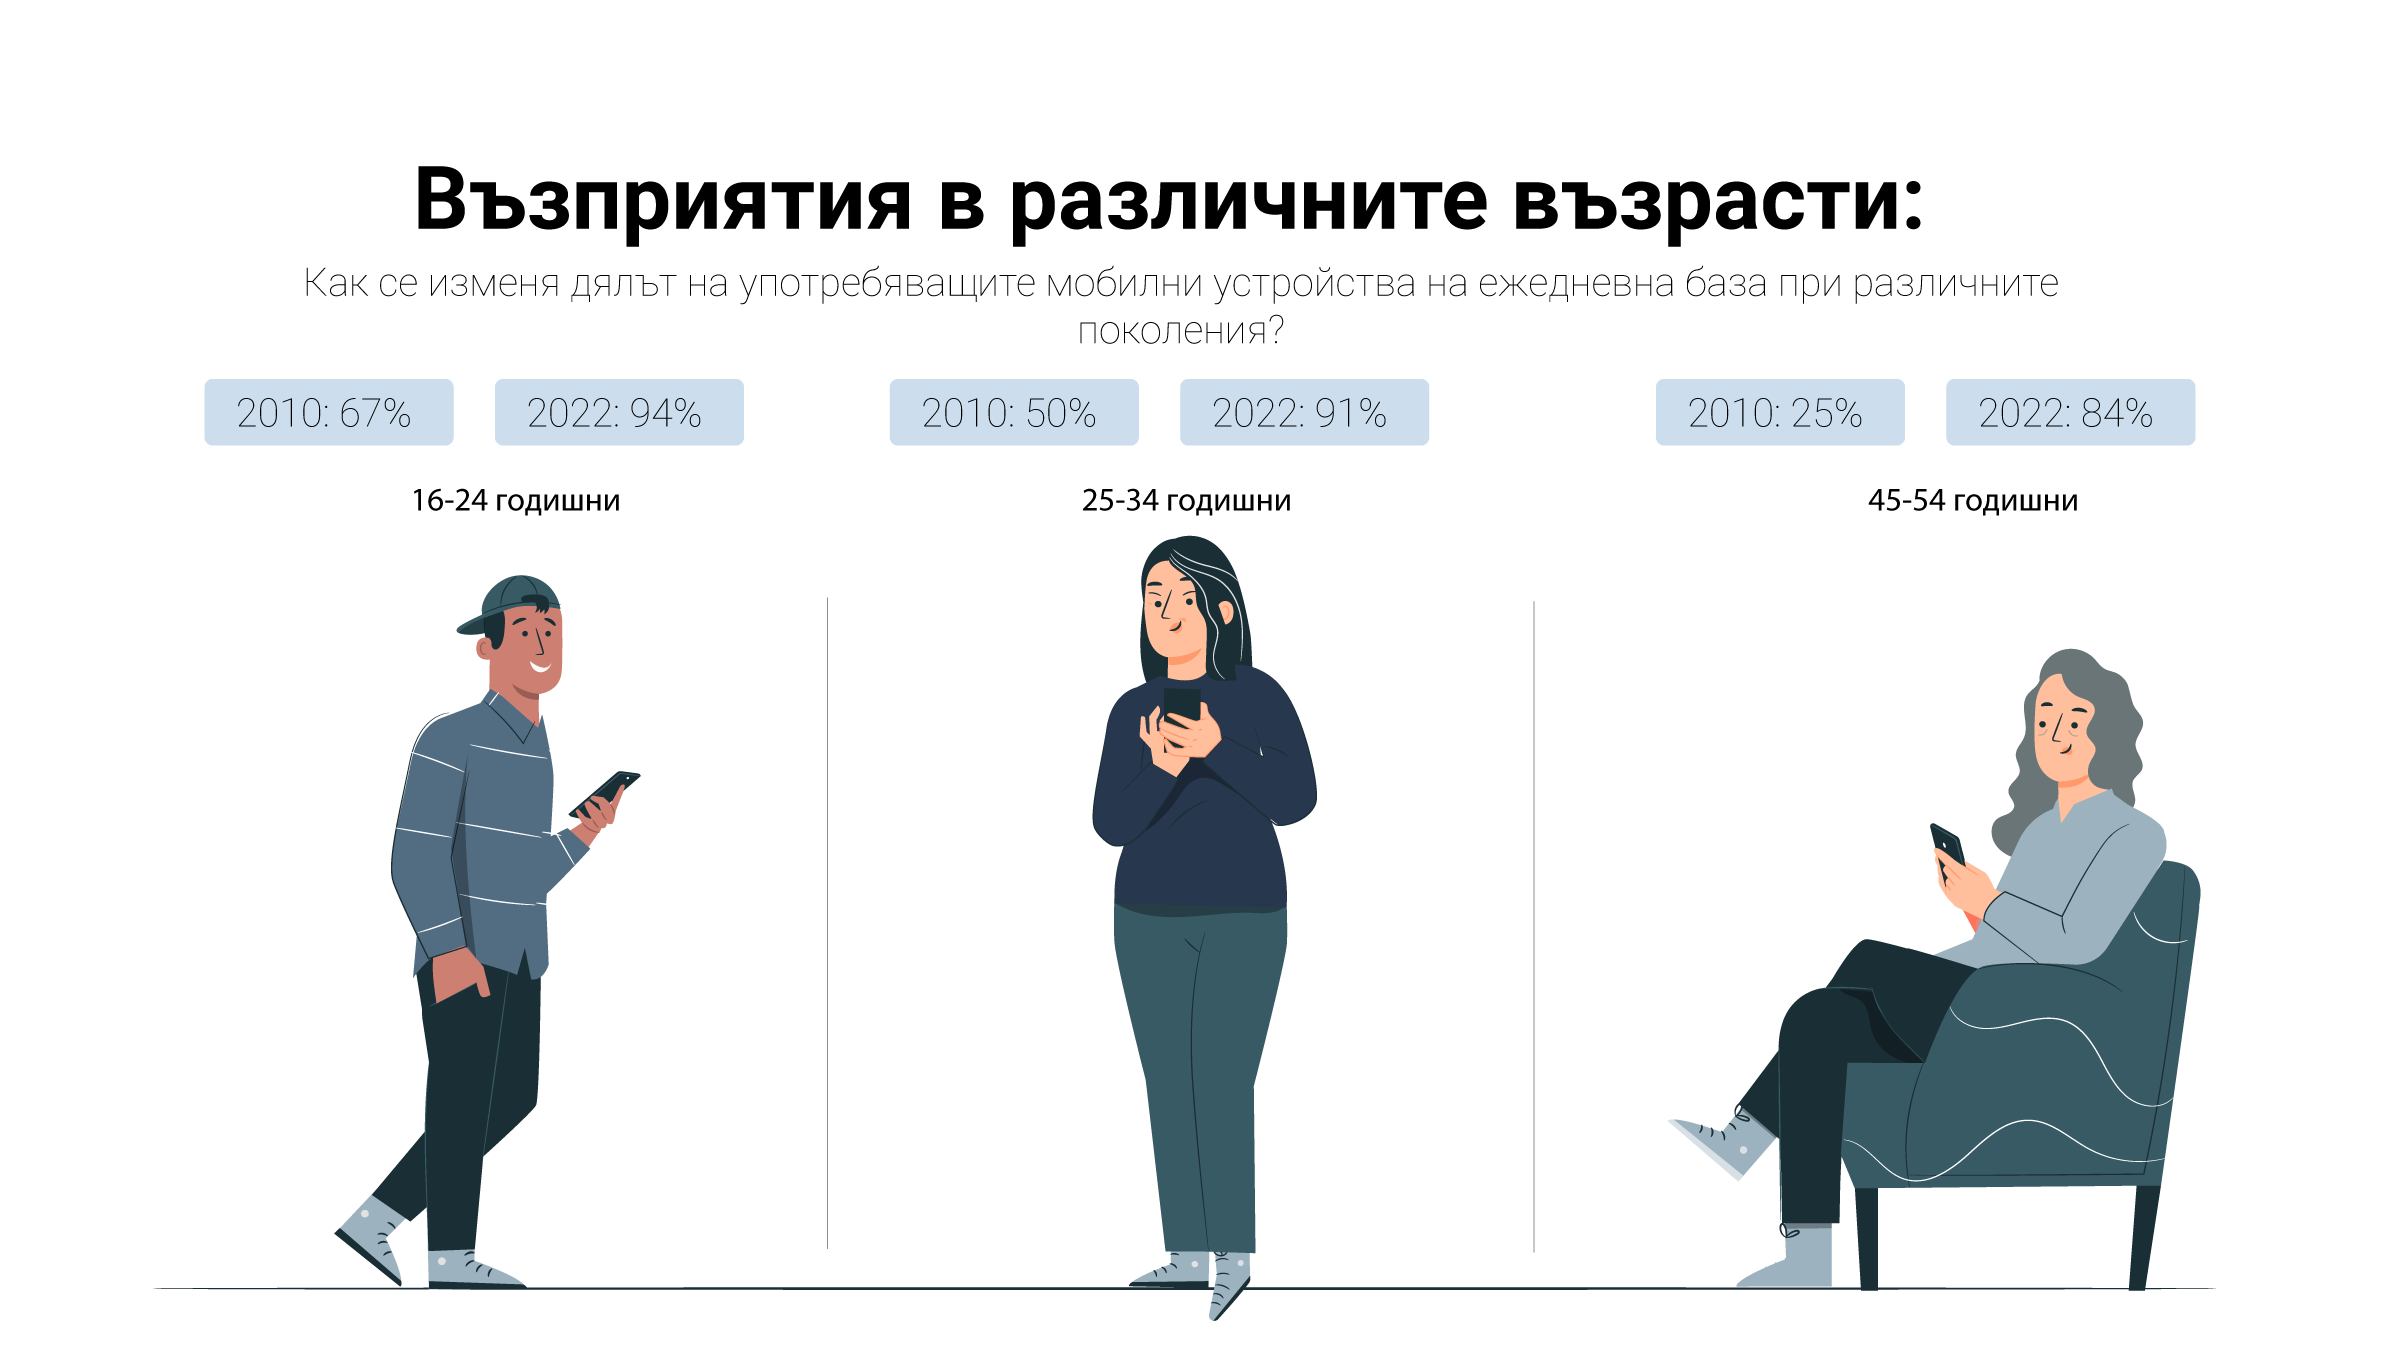 Възприятия в различните възрасти:
Как се изменя дялът на употребяващите мобилни устройства на ежедневна база при различните
поколения?
2010: 67%
2022: 94%
2010: 50%
2022: 91%
2010: 25%
2022: 84%
16-24 годишни
25-34 годишни
45-54 годишни